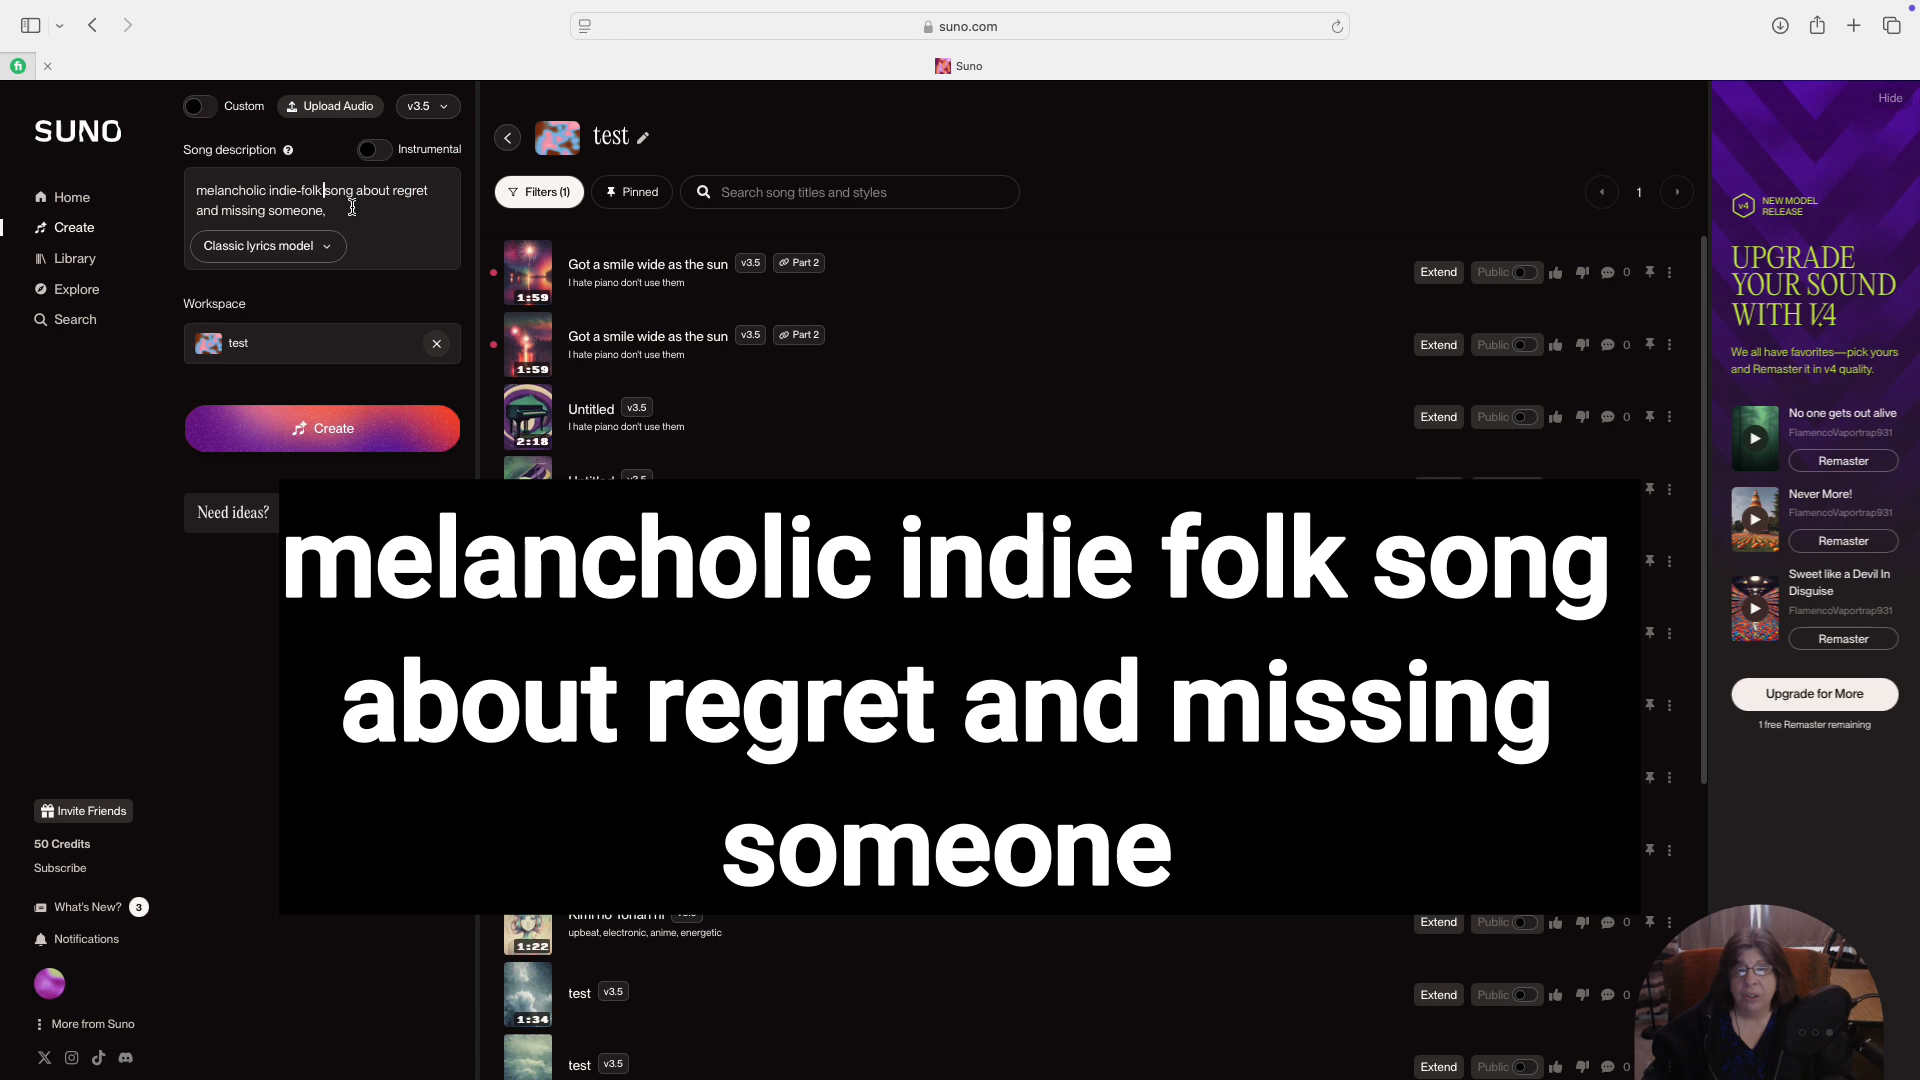 suno.com
Suno
SUNO
Home
Create
Library
Explore
Search
Invite Friends
50 Credits
Subscribe
What's New? 3
Notifications
More from Suno
Custom
Upload Audio
v3.5
Song description
Instrumental
melancholic indie-folk song about regret
and missing someone,
Classic lyrics model
Workspace
test
Create
Need ideas?
test
Filters (1)
Pinned
Search song titles and styles
1
Got a smile wide as the sun v3.5 Part 2
I hate piano don't use them
1:59
Extend Public 0
Got a smile wide as the sun v3.5 Part 2
I hate piano don't use them
1:59
Extend Public 0
Untitled v3.5
I hate piano don't use them
2:18
Extend Public 0
melancholic indie folk song
about regret and missing
someone
upbeat, electronic, anime, energetic
1:22
Extend Public 0
test v3.5
1:34
Extend Public 0
test v3.5
Extend Public 0
Hide
v4 NEW MODEL
RELEASE
UPGRADE
YOUR SOUND
WITH V4
We all have favorites—pick yours
and Remaster it in v4 quality.
No one gets out alive
FlamencoVaportrap931
Remaster
Never More!
FlamencoVaportrap931
Remaster
Sweet like a Devil In
Disguise
FlamencoVaportrap931
Remaster
Upgrade for More
1 free Remaster remaining